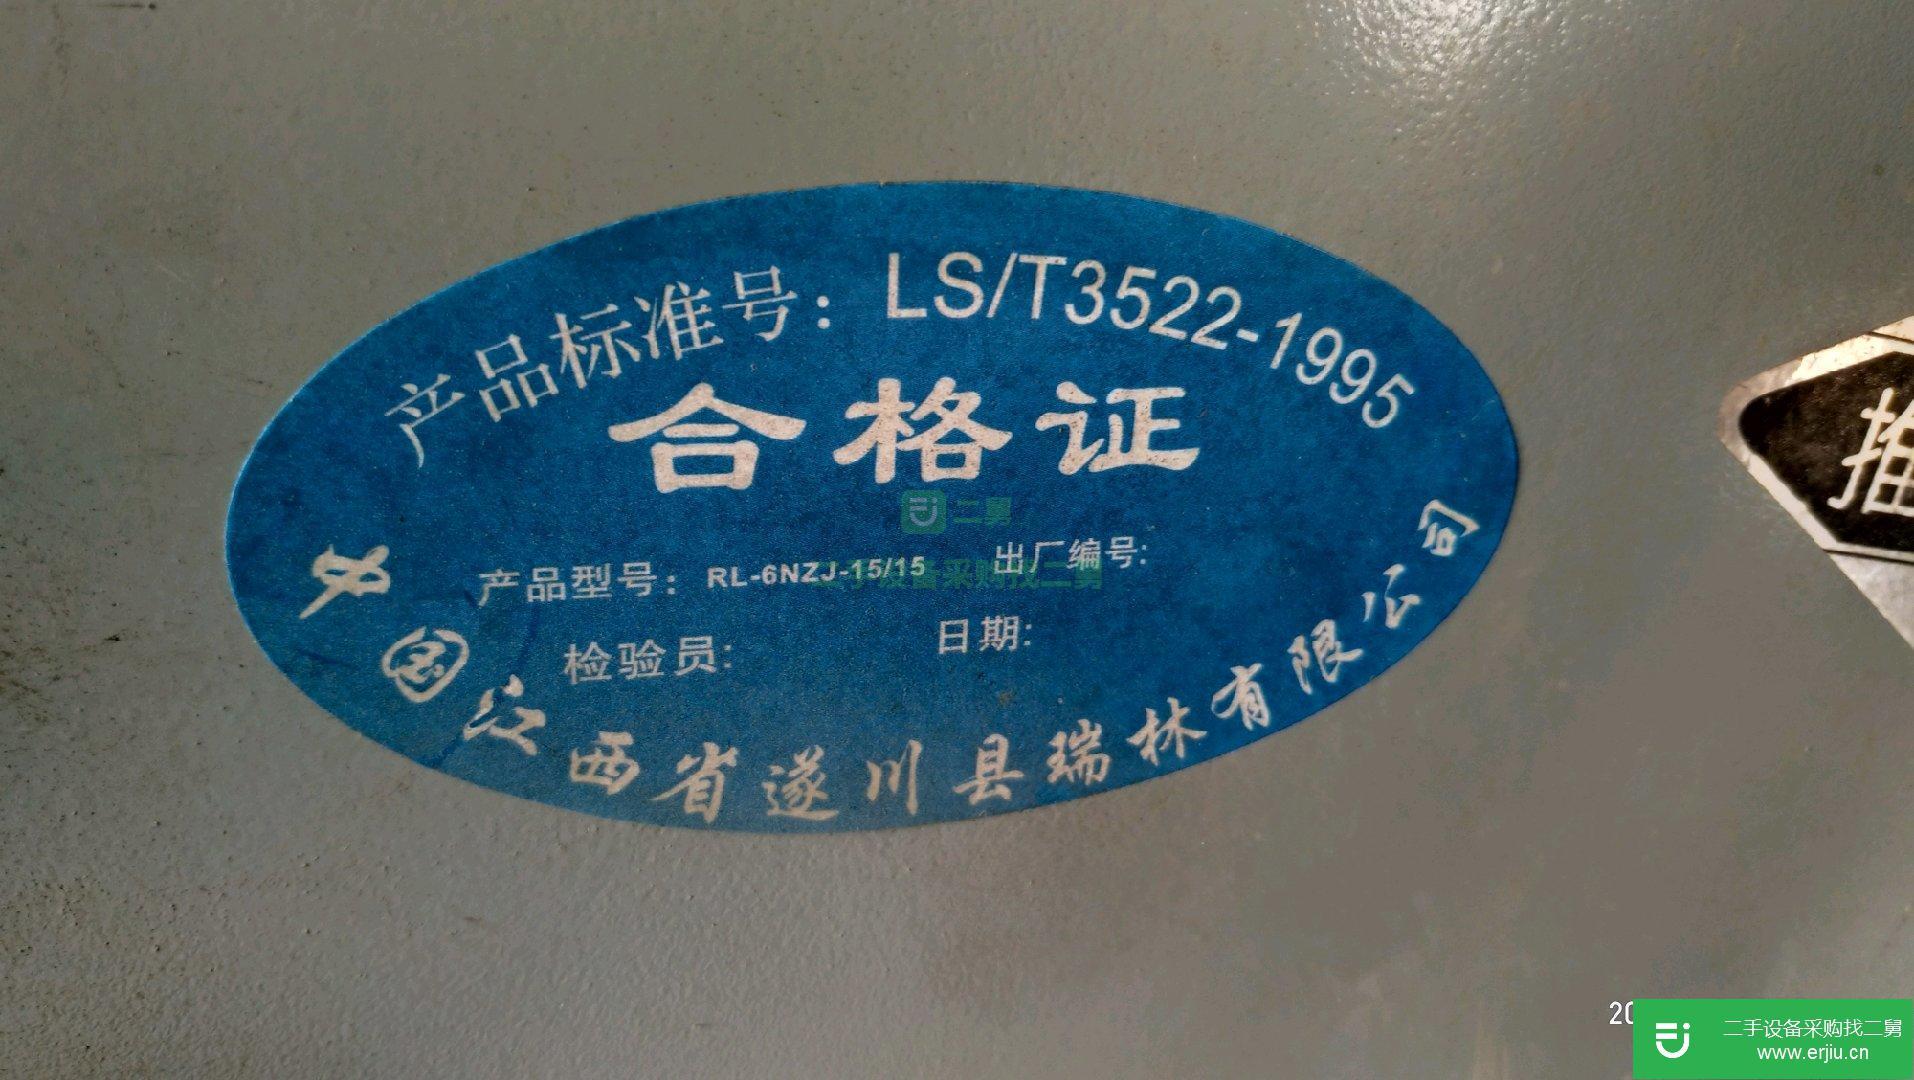 产品标准号：LS/T3522-1995
合格证
二舅
产品型号：RL-6NZJ-15/15 出厂编号:
二手设备采购找二舅
检验员: 日期:
中国江西省遂川县瑞林有限公司
推
20
二手设备采购找二舅
www.erjiu.cn